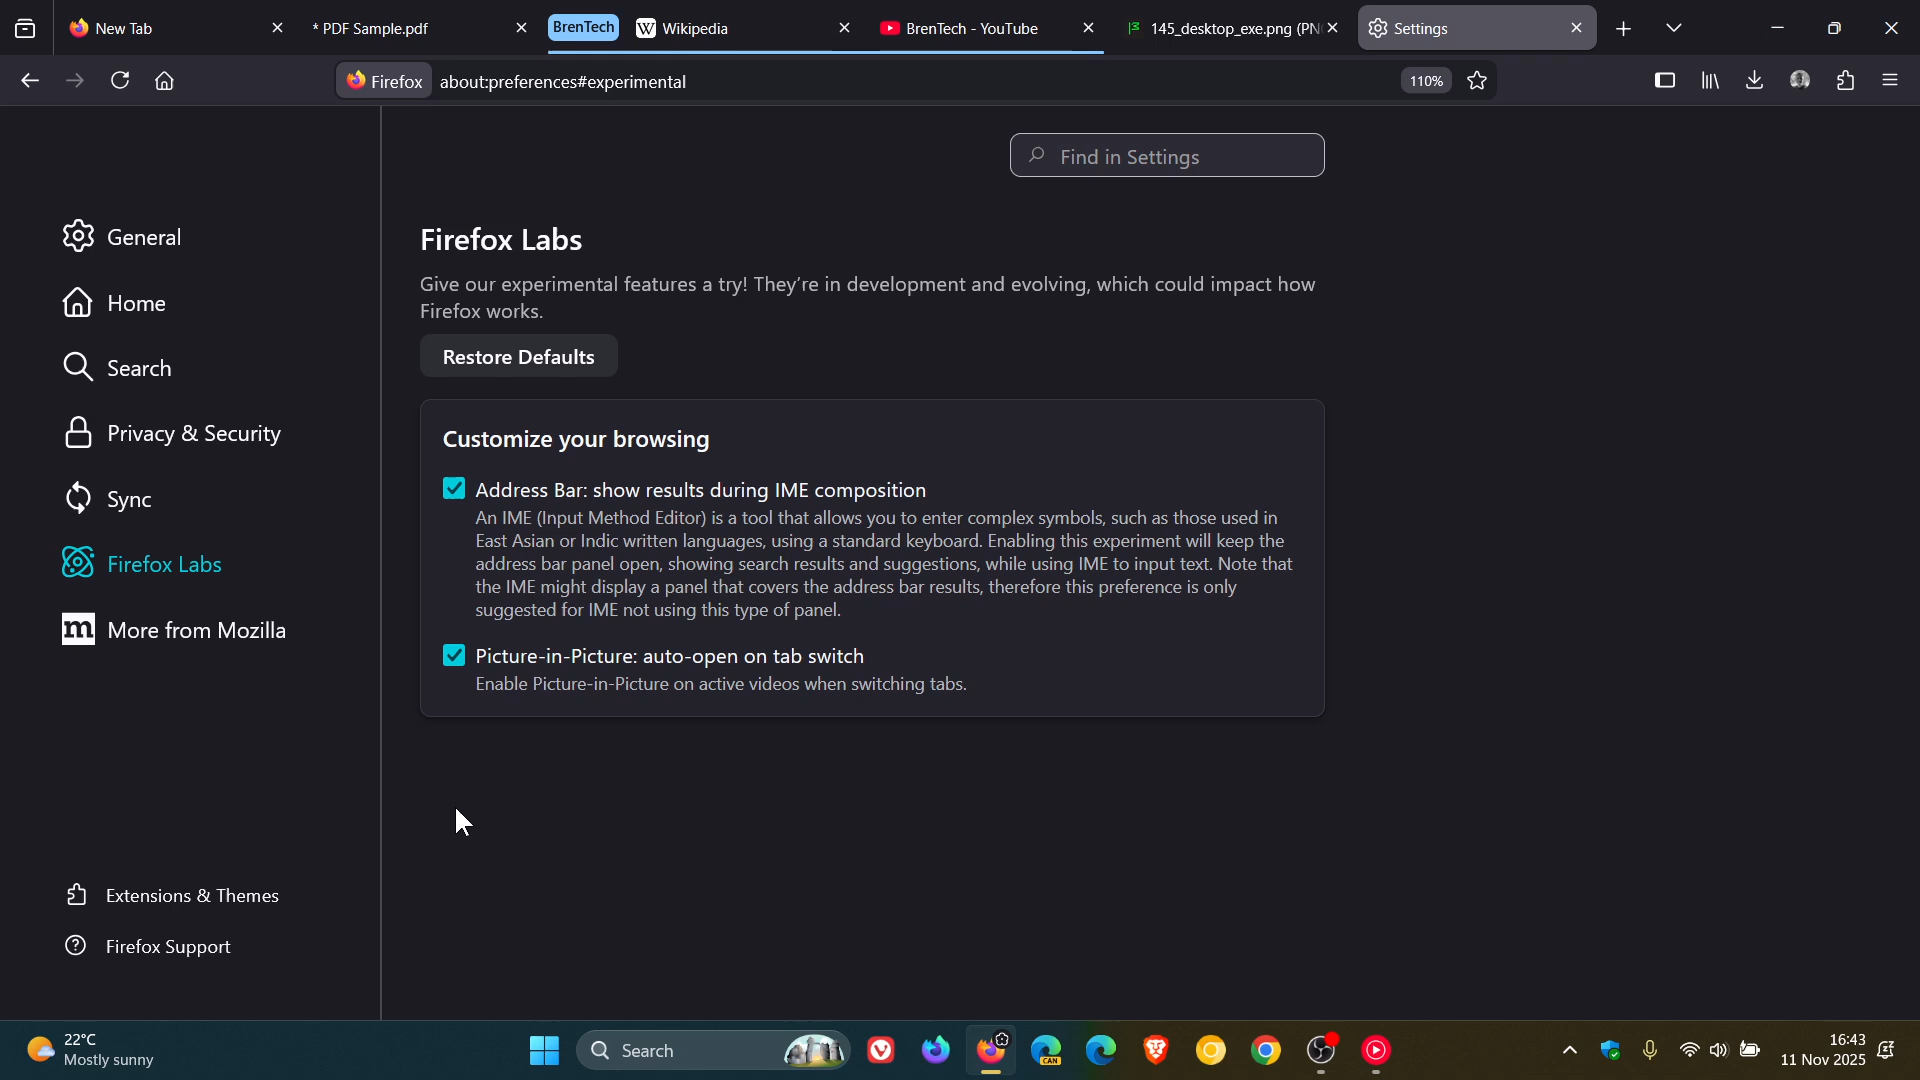 New Tab
* PDF Sample.pdf
BrenTech
W Wikipedia
BrenTech - YouTube
145_desktop_exe.png (PN
Settings
Firefox
about:preferences#experimental
110%
Find in Settings
General
Home
Search
Privacy & Security
Sync
Firefox Labs
m More from Mozilla
Extensions & Themes
Firefox Support
Firefox Labs
Give our experimental features a try! They're in development and evolving, which could impact how
Firefox works.
Restore Defaults
Customize your browsing
Address Bar: show results during IME composition
An IME (Input Method Editor) is a tool that allows you to enter complex symbols, such as those used in
East Asian or Indic written languages, using a standard keyboard. Enabling this experiment will keep the
address bar panel open, showing search results and suggestions, while using IME to input text. Note that
the IME might display a panel that covers the address bar results, therefore this preference is only
suggested for IME not using this type of panel.
Picture-in-Picture: auto-open on tab switch
Enable Picture-in-Picture on active videos when switching tabs.
22°C
Mostly sunny
Search
CAN
16:43
11 Nov 2025